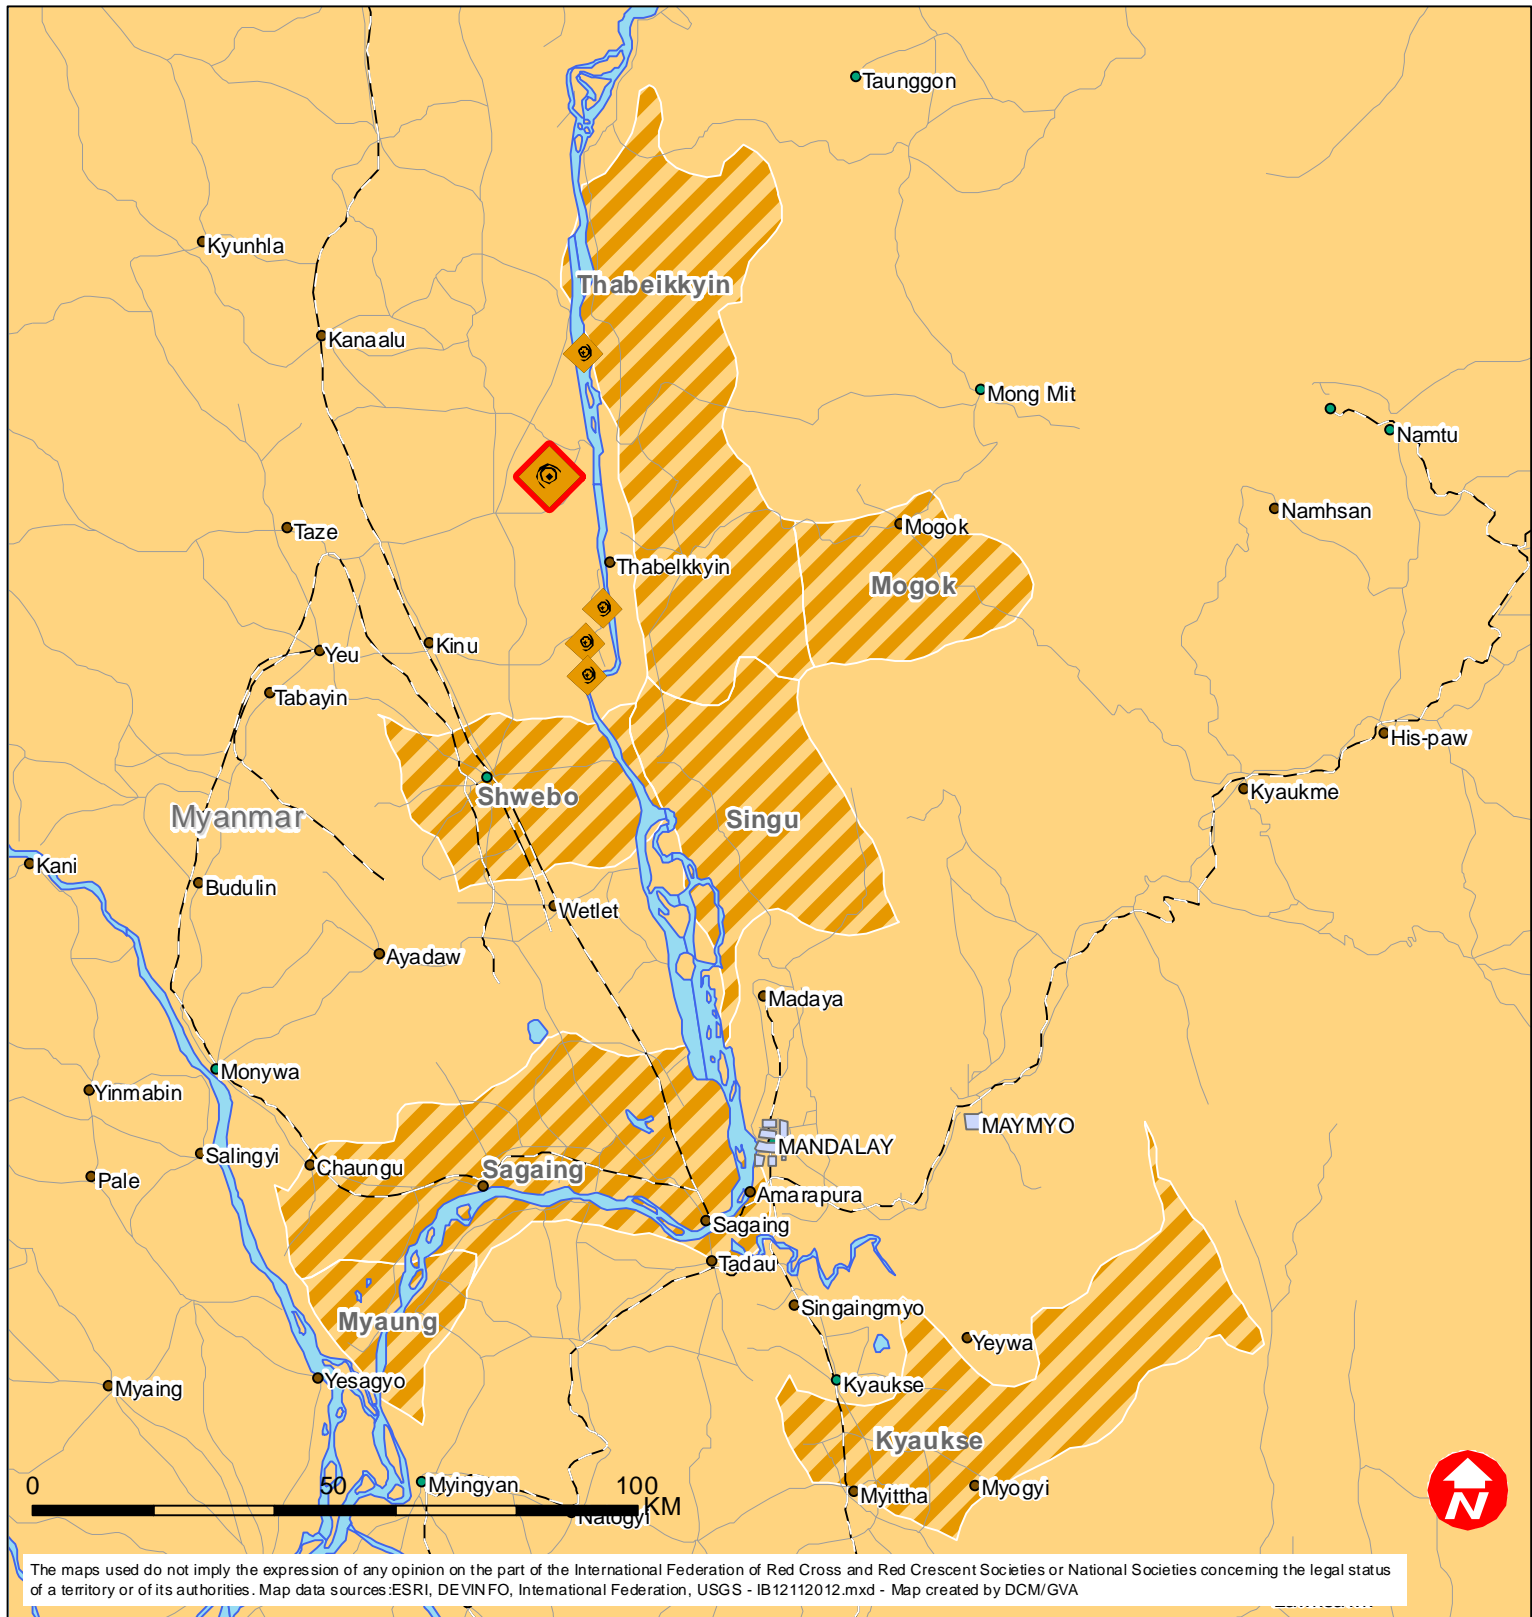 Taunggon
Kyunhla
Thabeikkyin
Kanaalu
Mong Mit
Namtu
Namhsan
Mogok
Taze
Thabelkkyin
Mogok
Kinu
Yeu
Tabayin
His-paw
Kyaukme
Shwebo
Myanmar
Singu
Kani
Budulin
Wetlet
Ayadaw
Madaya
Monywa
Yinmabin
MAYMYO
MANDALAY
Salingyi
Chaungu
Sagaing
Pale
Amarapura
Sagaing
Tadau
Singaingmyo
Myaung
Yeywa
Yesagyo
Myaing
Kyaukse
Kyaukse
0 50 100
KM
Myingyan
Myittha
Myogyi
Natogyi
N
The maps used do not imply the expression of any opinion on the part of the International Federation of Red Cross and Red Crescent Societies or National Societies concerning the legal status
of a territory or of its authorities. Map data sources:ESRI, DEVINFO, International Federation, USGS - IB12112012.mxd - Map created by DCM/GVA